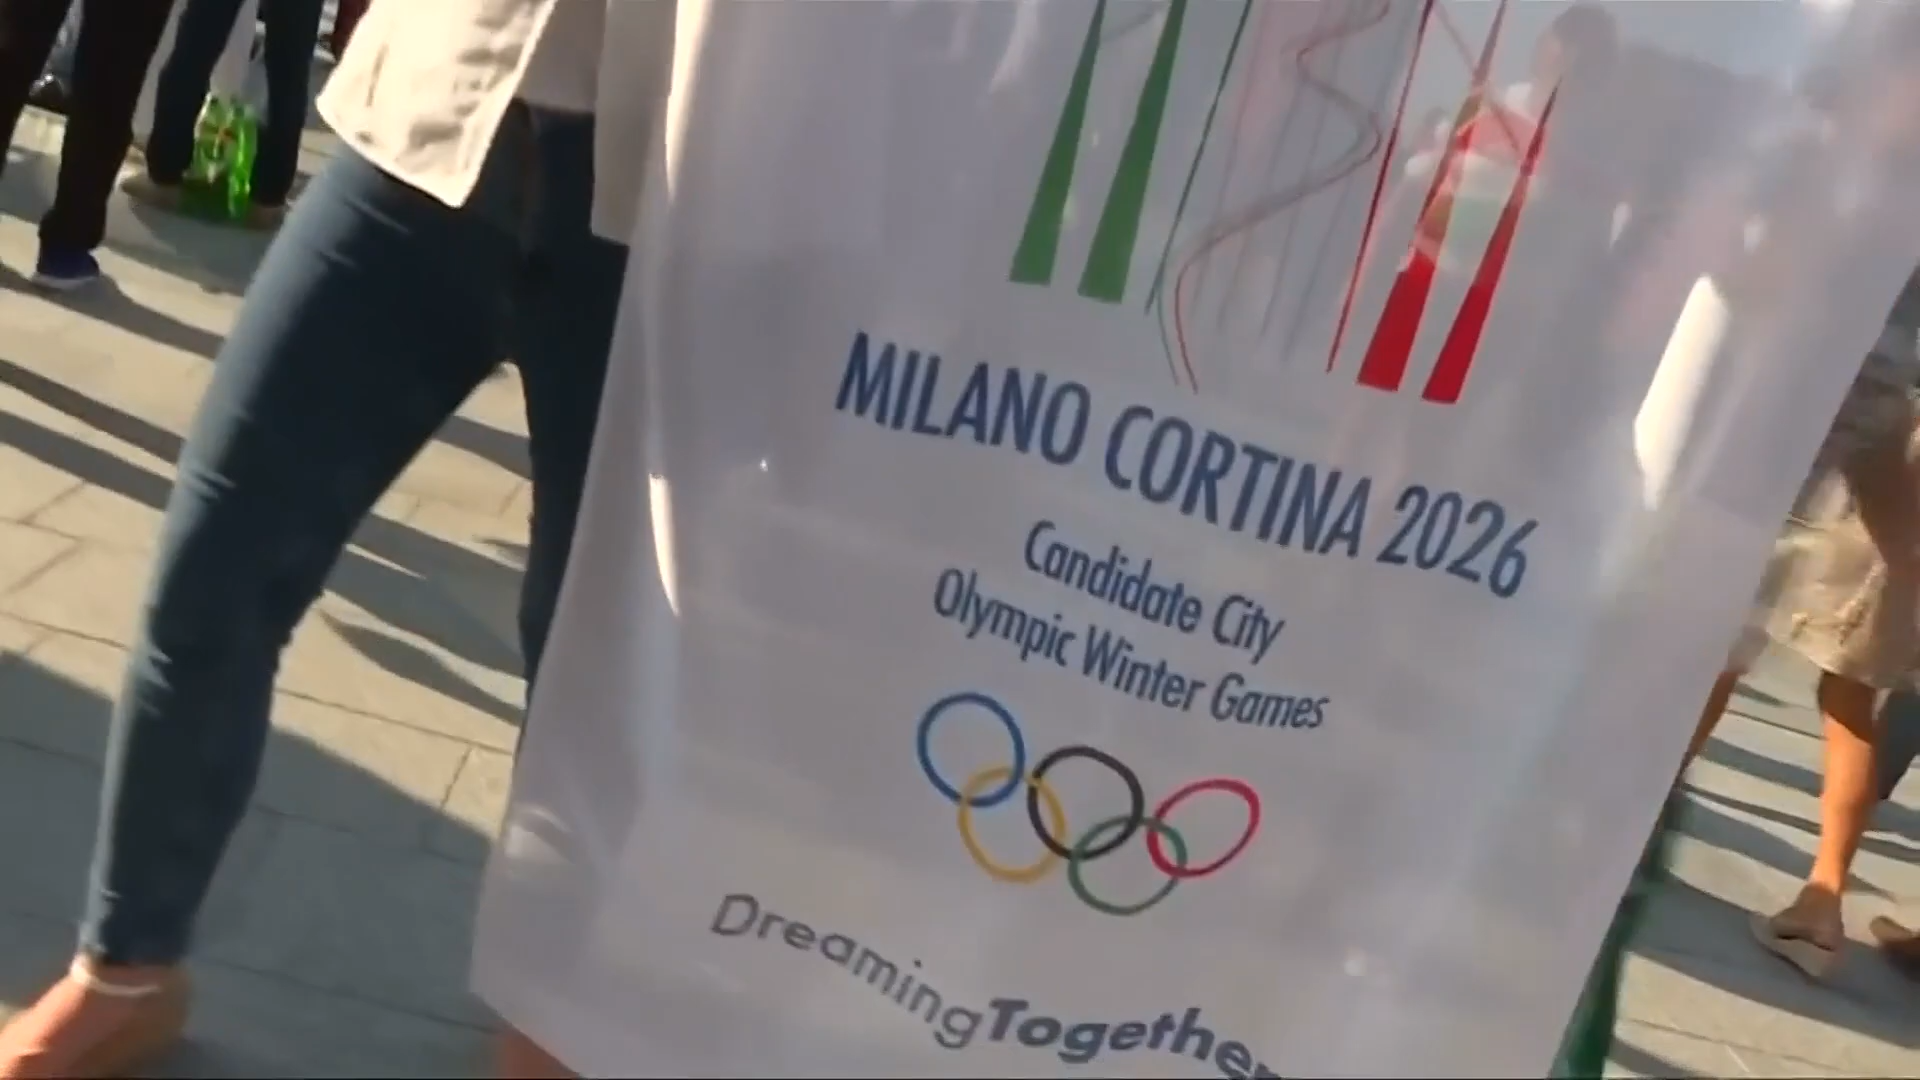 MILANO CORTINA 2026
Candidate City
Olympic Winter Games
DreamingTogether